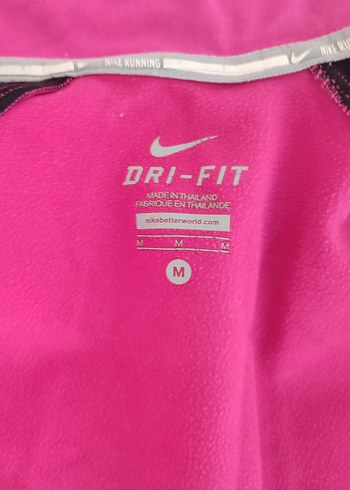 NIKE RUNNING
NIKE RUNNING
DRI-FIT
MADE IN THAILAND
FABRIQUE EN THAILANDE
nikebetterworld.com
M M M
M